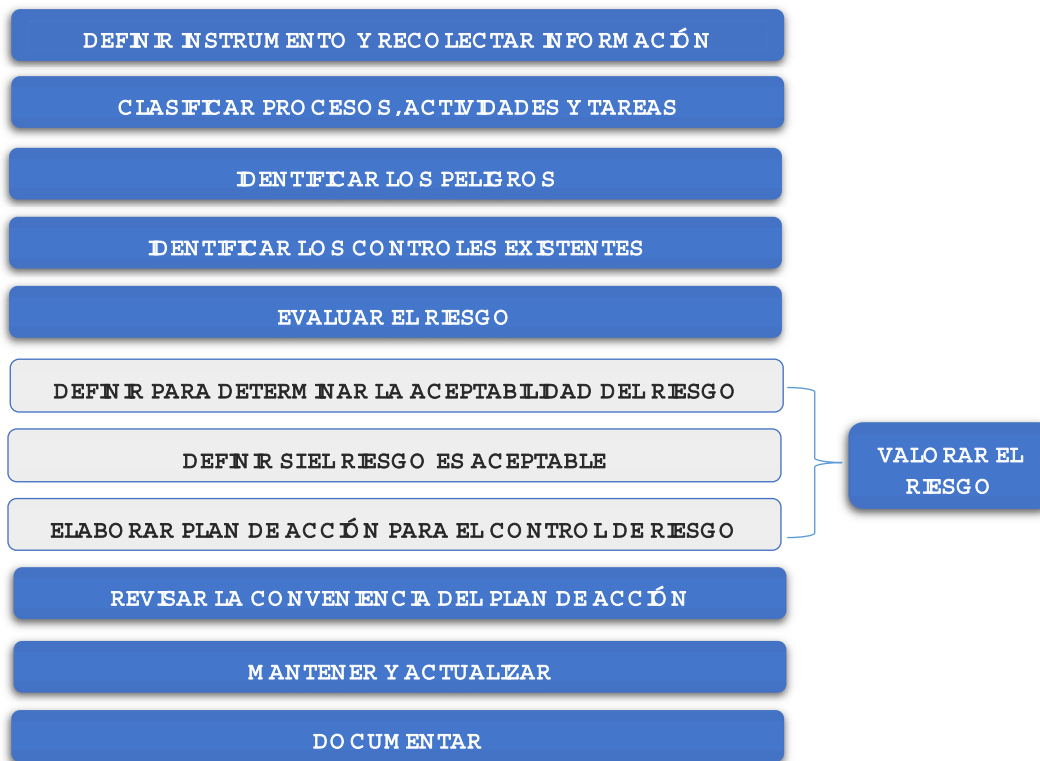 DEFINIR INSTRUMENTO Y RECOLECTAR INFORMACIÓN
CLASIFICAR PROCESOS, ACTIVIDADES Y TAREAS
IDENTIFICAR LOS PELIGROS
IDENTIFICAR LOS CONTROLES EXISTENTES
EVALUAR EL RIESGO
DEFINIR PARA DETERMINAR LA ACEPTABILIDAD DEL RIESGO
DEFINIR SI EL RIESGO ES ACEPTABLE
ELABORAR PLAN DE ACCIÓN PARA EL CONTROL DE RIESGO
VALORAR EL
RIESGO
REVISAR LA CONVENIENCIA DEL PLAN DE ACCIÓN
MANTENER Y ACTUALIZAR
DOCUMENTAR